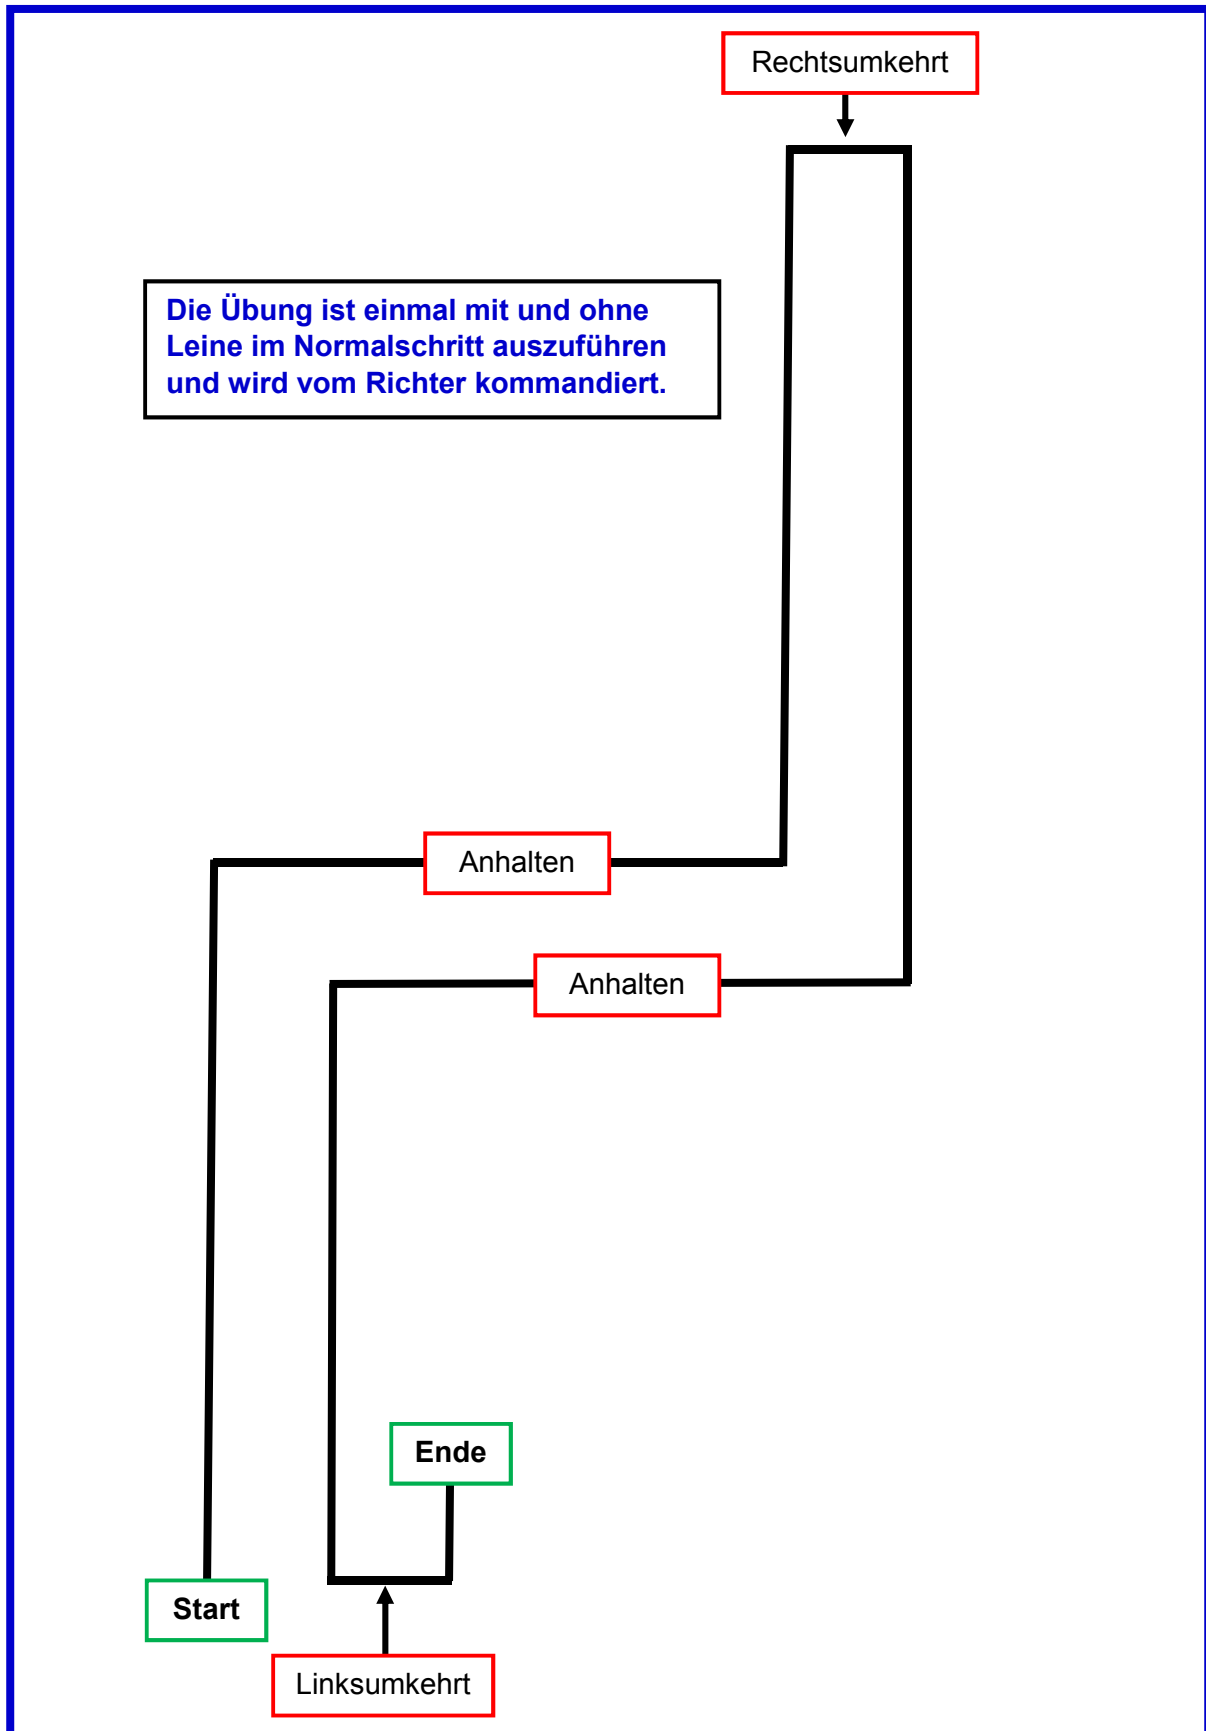 Rechtsumkehrt
Die Übung ist einmal mit und ohne
Leine im Normalschritt auszuführen
und wird vom Richter kommandiert.
Anhalten
Anhalten
Ende
Start
Linksumkehrt